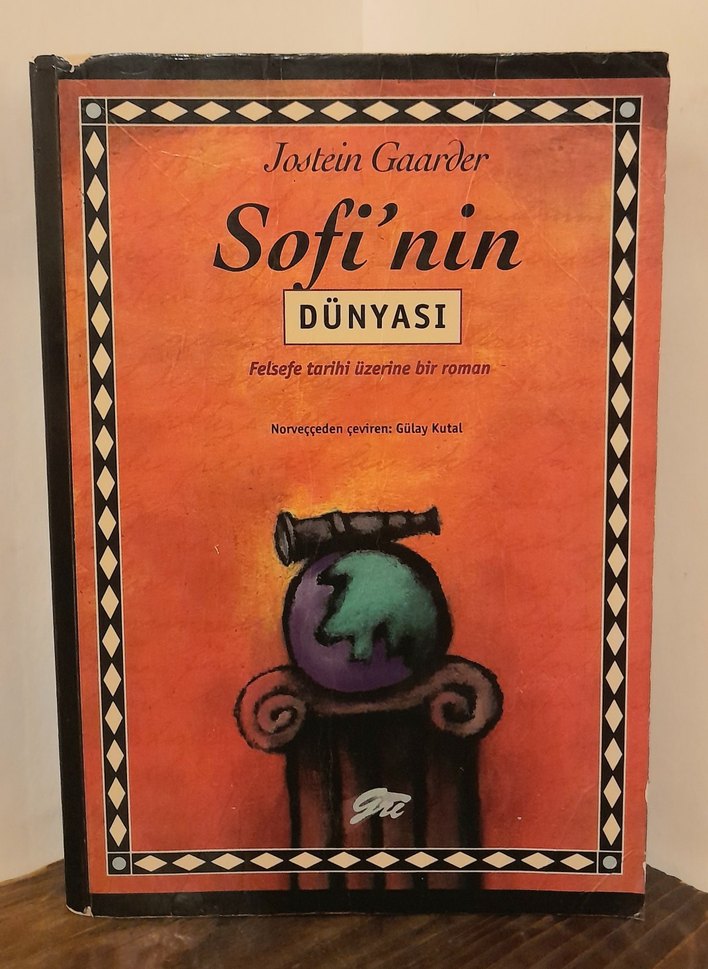 Jostein Gaarder
Sofi'nin
DÜNYASI
Felsefe tarihi üzerine bir roman
Norveççeden çeviren: Gülay Kutal